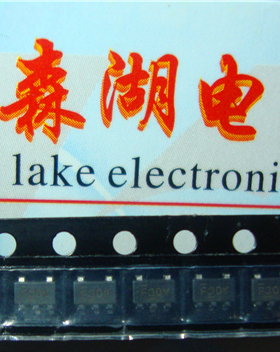 森湖电
lake electroni